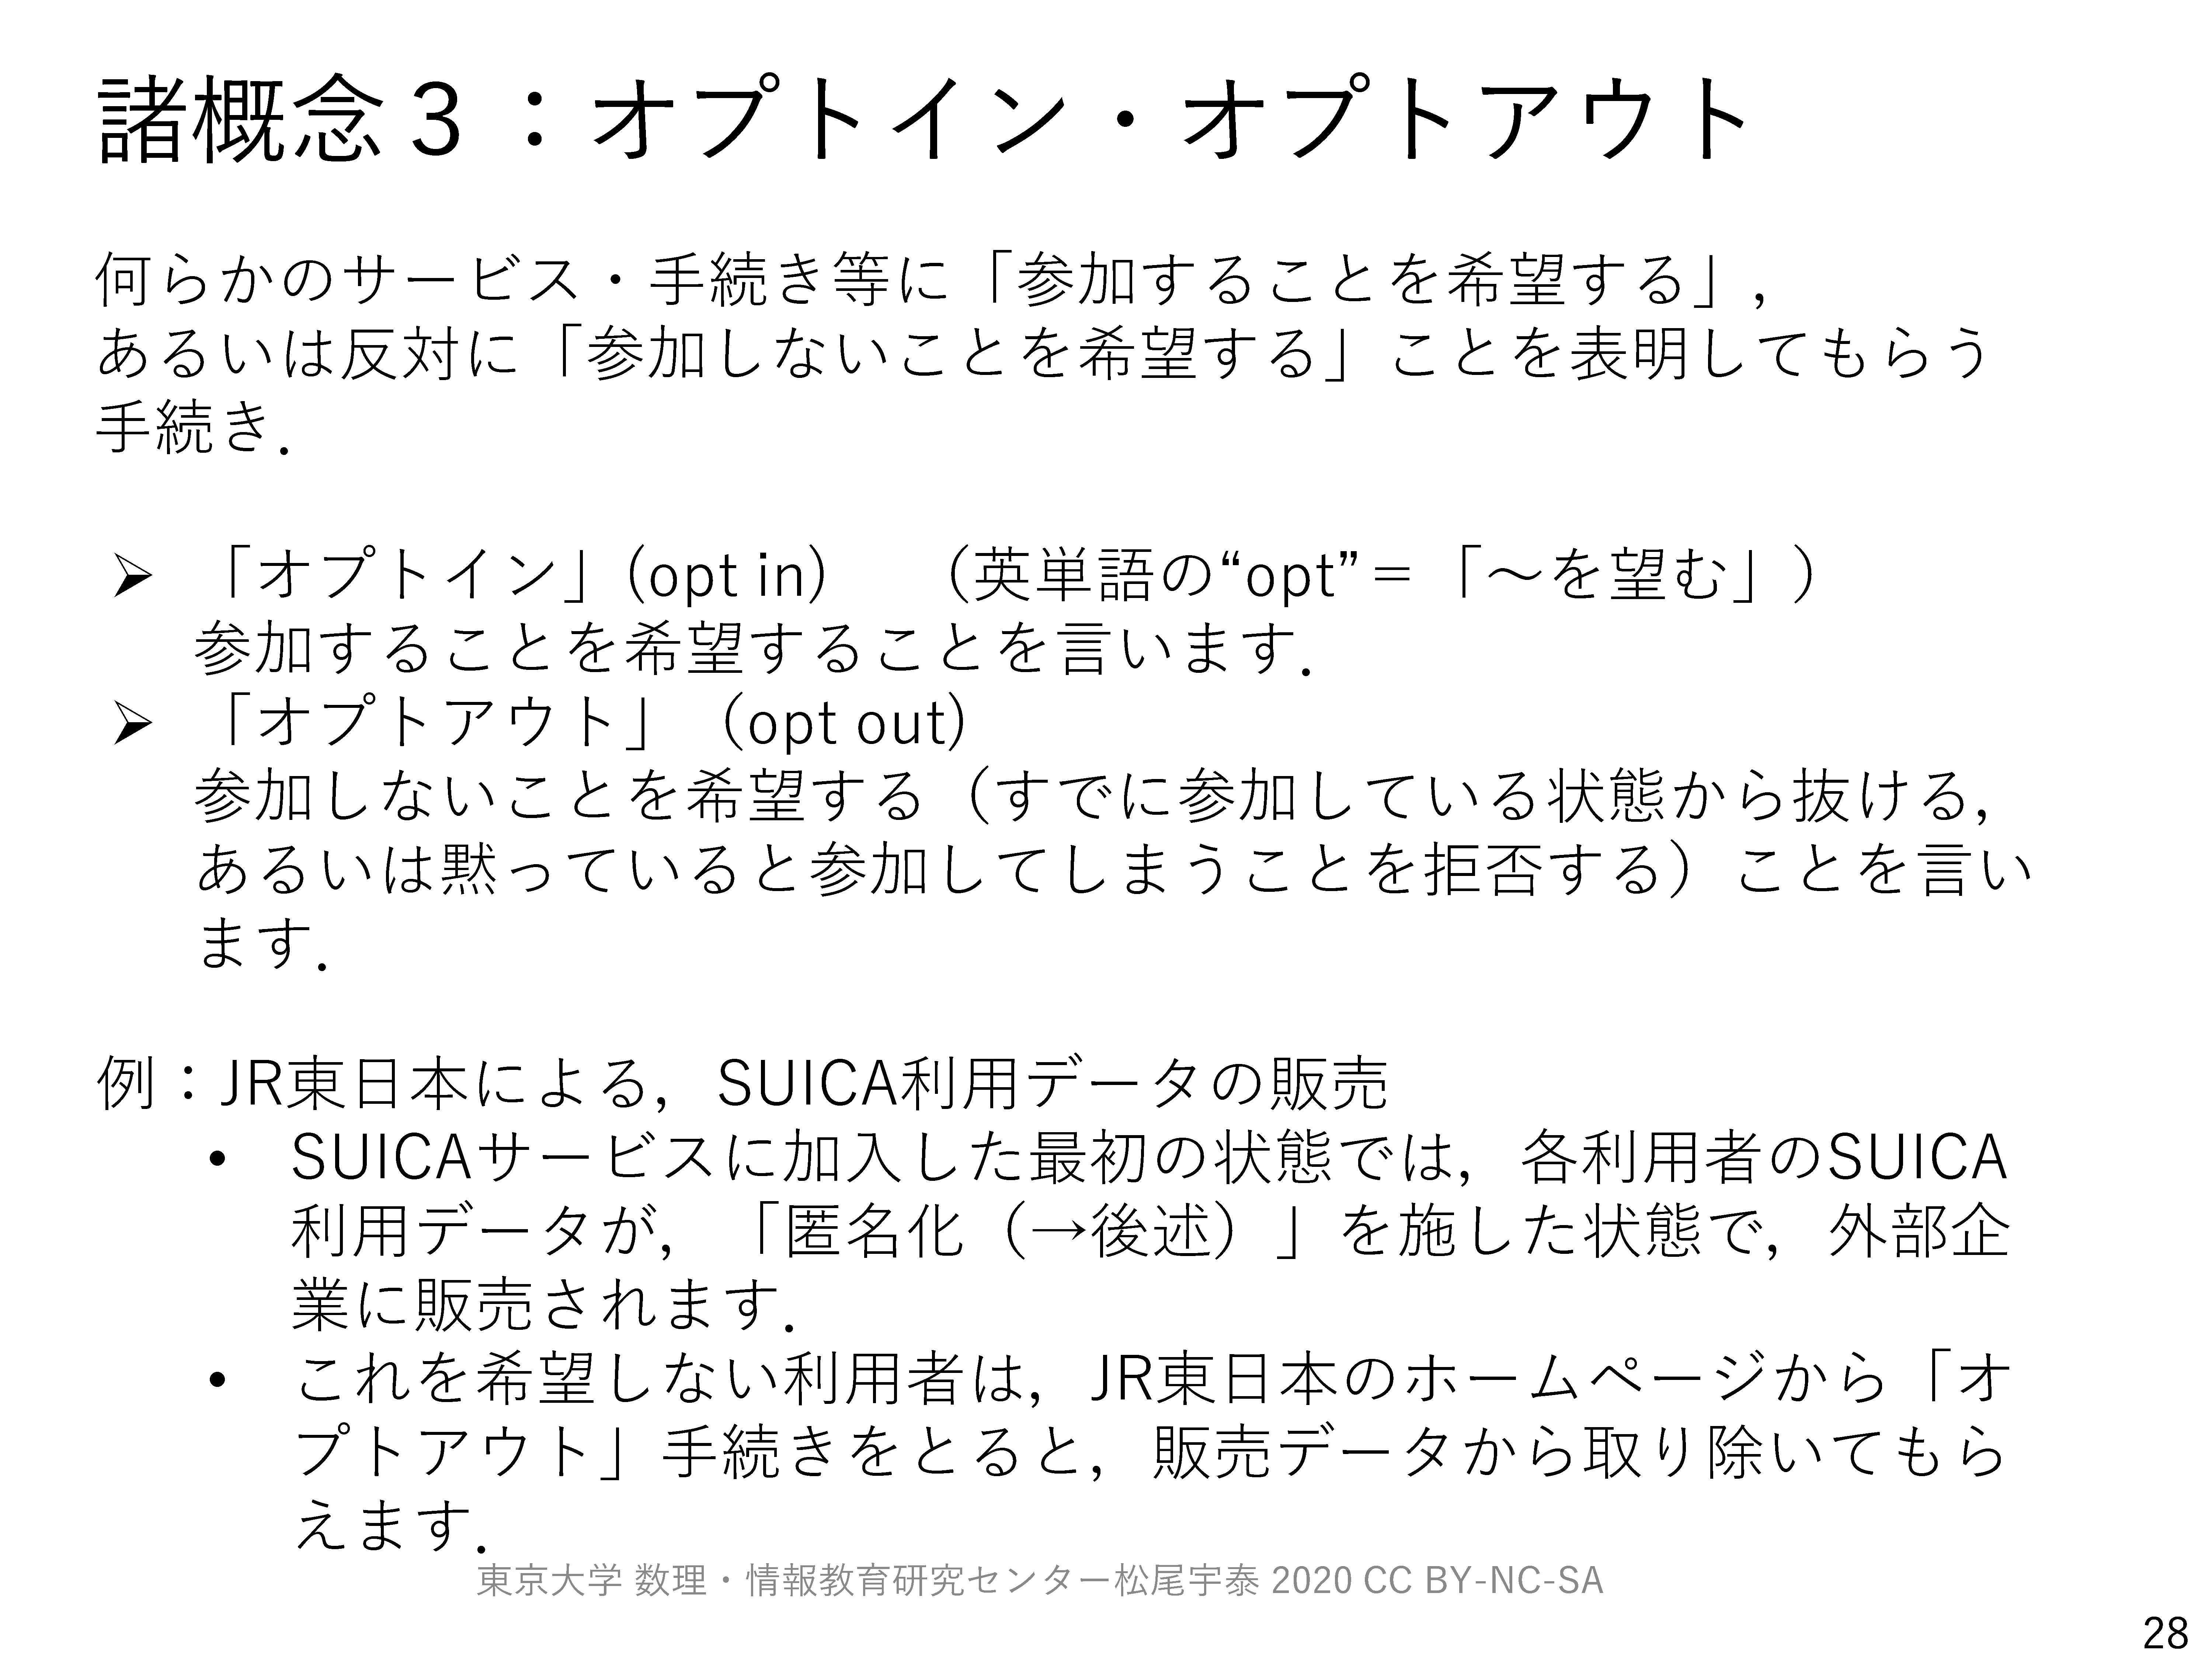 諸概念３：オプトイン・オプトアウト
何らかのサービス・手続き等に「参加することを希望する」，
あるいは反対に「参加しないことを希望する」ことを表明してもらう
手続き．
➢ 「オプトイン」(opt in) （英単語の“opt”＝「～を望む」）
参加することを希望することを言います．
➢ 「オプトアウト」（opt out)
参加しないことを希望する（すでに参加している状態から抜ける，
あるいは黙っていると参加してしまうことを拒否する）ことを言い
ます．
例：JR東日本による，SUICA利用データの販売
• SUICAサービスに加入した最初の状態では，各利用者のSUICA
利用データが，「匿名化（→後述）」を施した状態で，外部企
業に販売されます．
• これを希望しない利用者は，JR東日本のホームページから「オ
プトアウト」手続きをとると，販売データから取り除いてもら
えます．
東京大学 数理・情報教育研究センター松尾宇泰 2020 CC BY-NC-SA
28